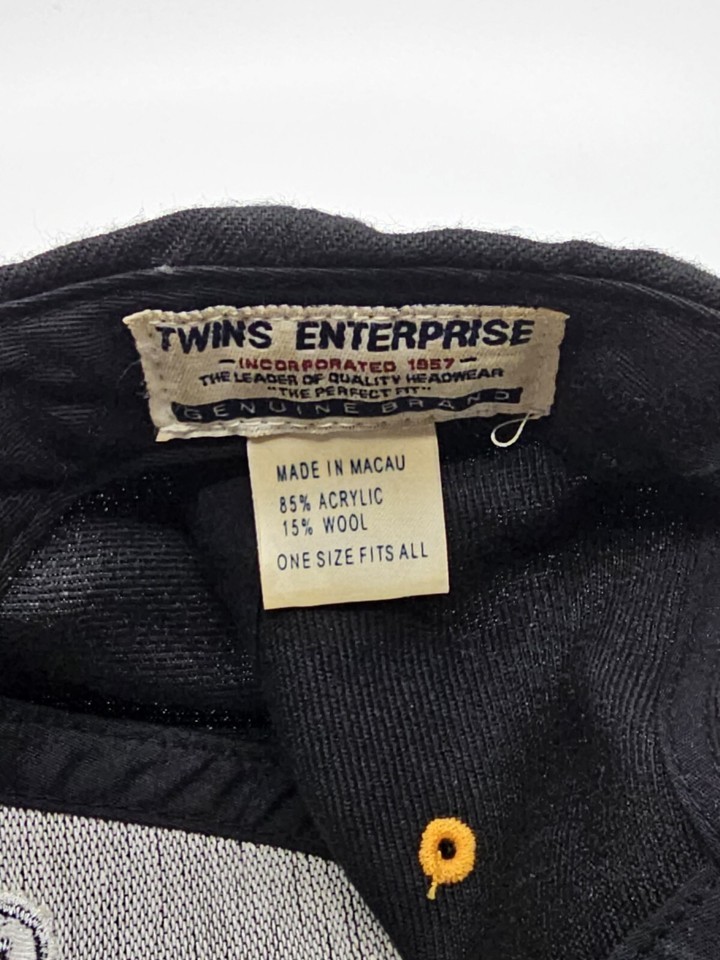 TWINS ENTERPRISE
—INCORPORATED 1957—
THE LEADER OF QUALITY HEADWEAR
"THE PERFECT FIT"
GENUINE BRAND
MADE IN MACAU
85% ACRYLIC
15% WOOL
ONE SIZE FITS ALL